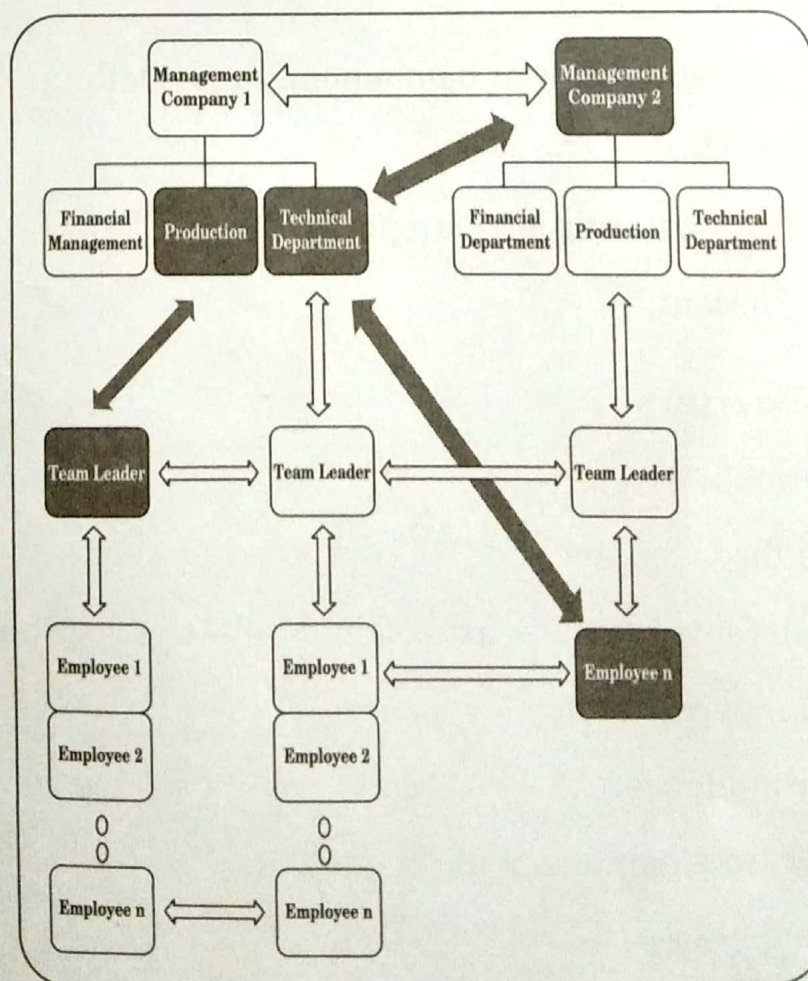 Management
Company 1
Management
Company 2
Financial
Management
Production
Technical
Department
Financial
Department
Production
Technical
Department
Team Leader
Team Leader
Team Leader
Employee 1
Employee 1
Employee n
Employee 2
Employee 2
Employee n
Employee n